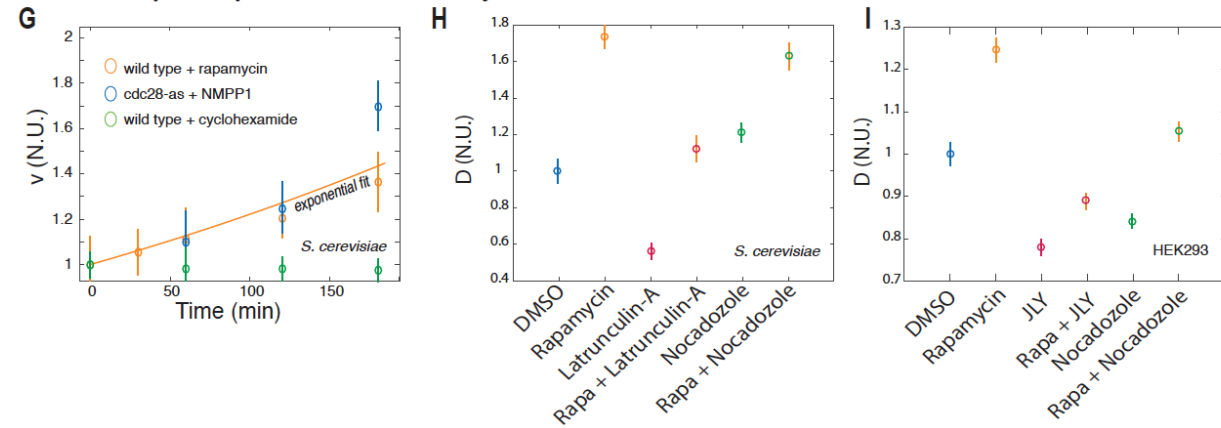 G
v (N.U.)
2
1.8
1.6
1.4
1.2
1
wild type + rapamycin
cdc28-as + NMPP1
wild type + cyclohexamide
exponential fit
S. cerevisiae
0
50
100
150
Time (min)
H
D (N.U.)
1.8
1.6
1.4
1.2
1
0.8
0.6
0.4
S. cerevisiae
DMSO
Rapamycin
Latrunculin-A
Rapa + Latrunculin-A
Nocadozole
Rapa + Nocadozole
I
D (N.U.)
1.3
1.2
1.1
1
0.9
0.8
0.7
HEK293
DMSO
Rapamycin
JLY
Rapa + JLY
Nocadozole
Rapa + Nocadozole